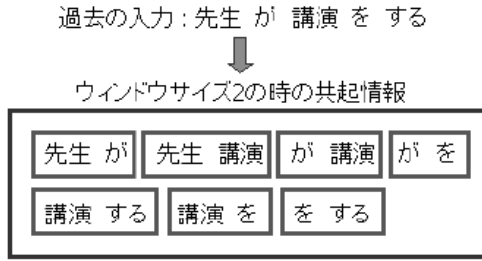 過去の入力:先生 が 講演 を する
ウィンドウサイズ2の時の共起情報
先生 が 先生 講演 が 講演 が を
講演 する 講演 を を する